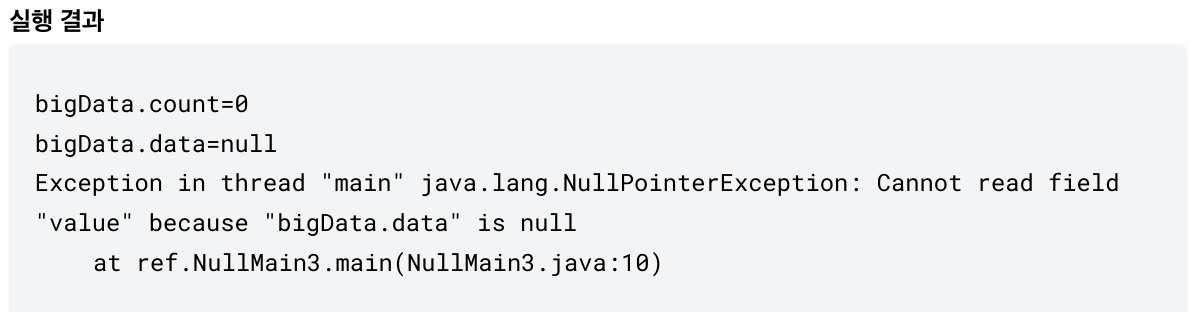 실행 결과
bigData.count=0
bigData.data=null
Exception in thread "main" java.lang.NullPointerException: Cannot read field
"value" because "bigData.data" is null
    at ref.NullMain3.main(NullMain3.java:10)